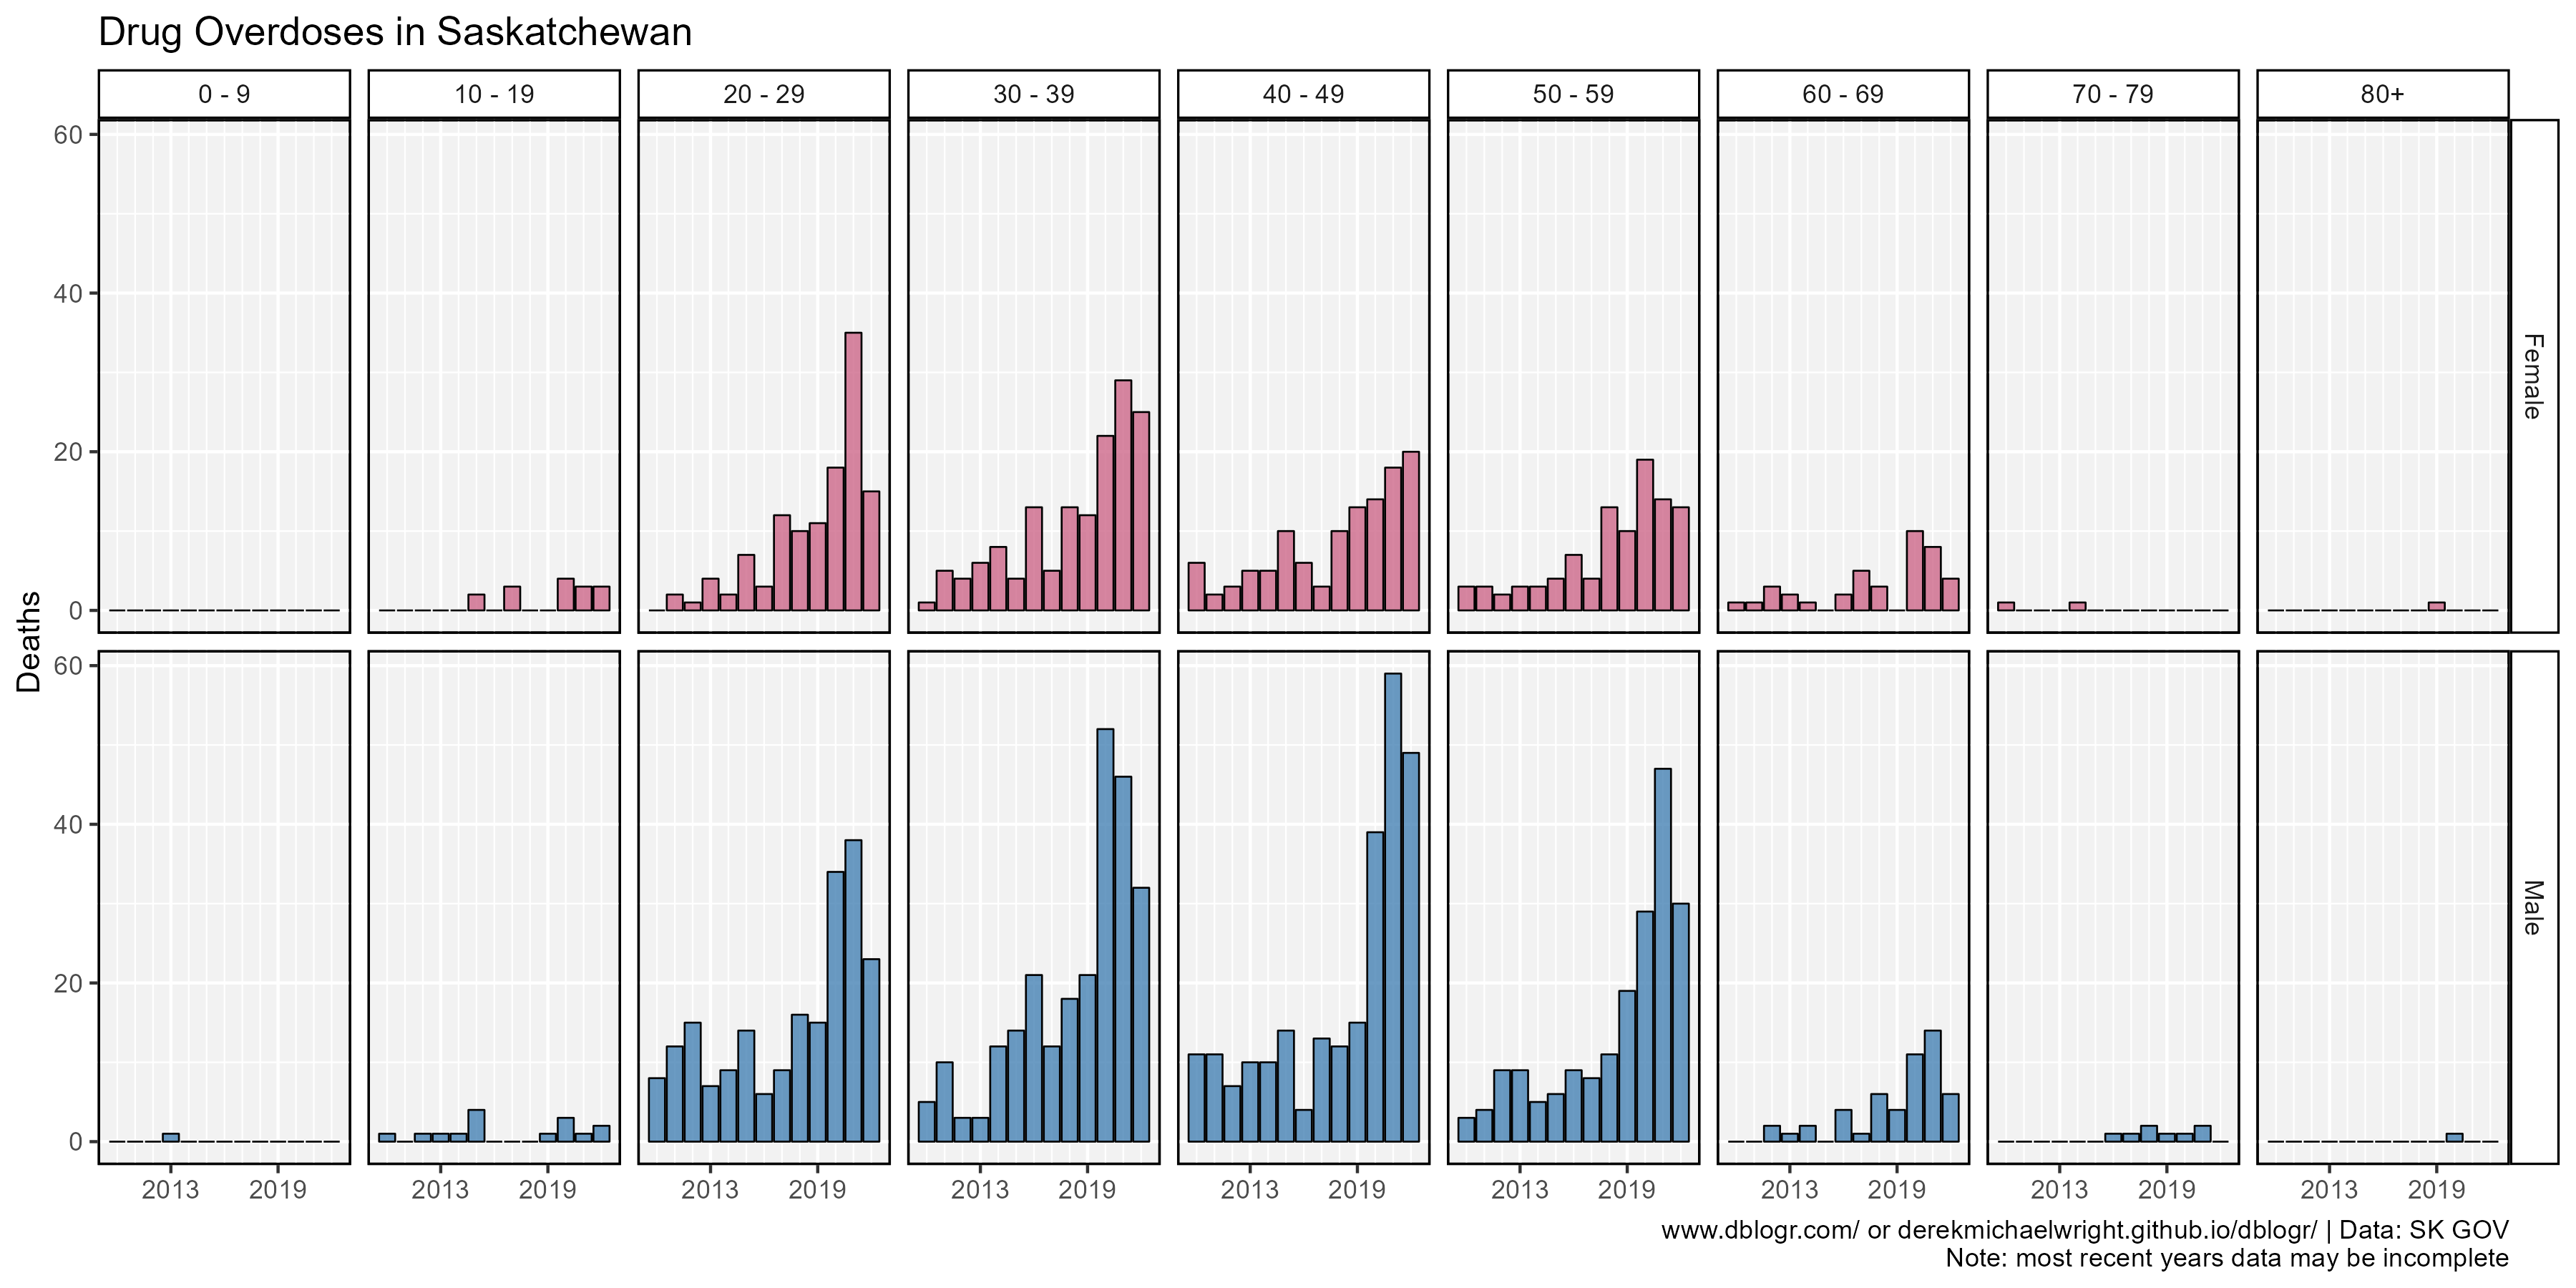 Drug Overdoses in Saskatchewan
0 - 9
10 - 19
20 - 29
30 - 39
40 - 49
50 - 59
60 - 69
70 - 79
80+
60
40
20
0
Female
Deaths
60
40
20
0
Male
2013 2019
2013 2019
2013 2019
2013 2019
2013 2019
2013 2019
2013 2019
2013 2019
2013 2019
www.dblogr.com/ or derekmichaelwright.github.io/dblogr/ | Data: SK GOV
Note: most recent years data may be incomplete